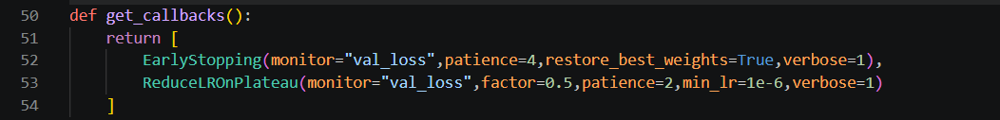 50 def get_callbacks():
51     return [
52         EarlyStopping(monitor="val_loss",patience=4,restore_best_weights=True,verbose=1),
53         ReduceLROnPlateau(monitor="val_loss",factor=0.5,patience=2,min_lr=1e-6,verbose=1)
54     ]